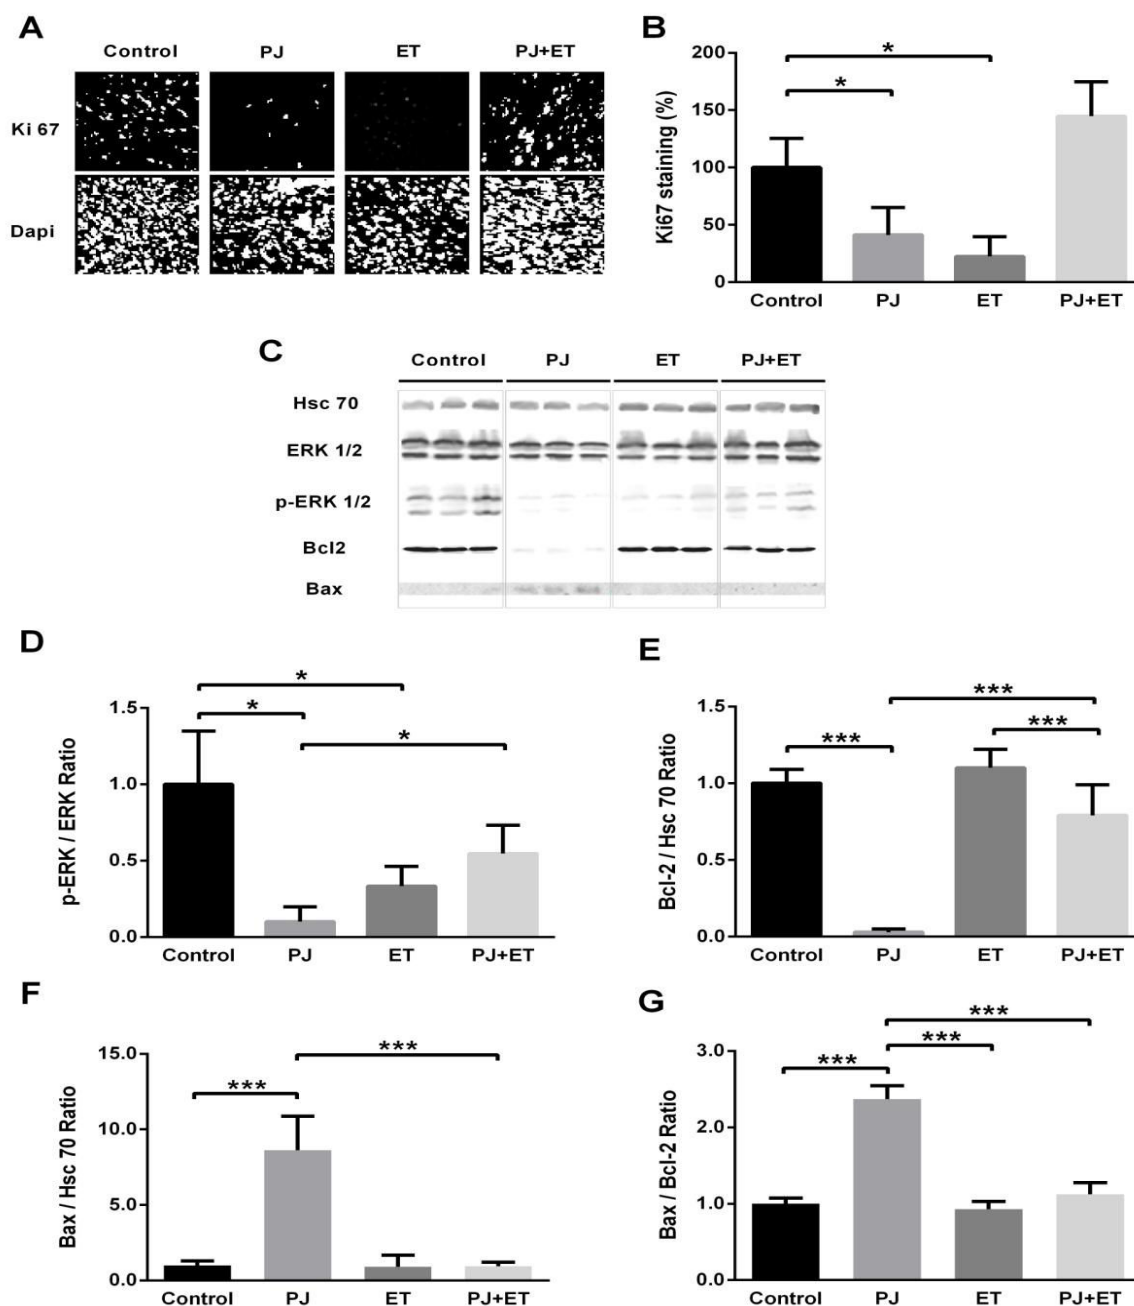 A
Control PJ ET PJ+ET
Ki 67
Dapi
B
Ki67 staining (%)
200
150
100
50
0
*
*
Control PJ ET PJ+ET
C
Control PJ ET PJ+ET
Hsc 70
ERK 1/2
p-ERK 1/2
Bcl2
Bax
D
p-ERK / ERK Ratio
1.5
1.0
0.5
0.0
*
*
*
Control PJ ET PJ+ET
E
Bcl-2 / Hsc 70 Ratio
1.5
1.0
0.5
0.0
***
***
***
Control PJ ET PJ+ET
F
Bax / Hsc 70 Ratio
15.0
10.0
5.0
0.0
***
***
Control PJ ET PJ+ET
G
Bax / Bcl-2 Ratio
3.0
2.0
1.0
0.0
***
***
***
Control PJ ET PJ+ET